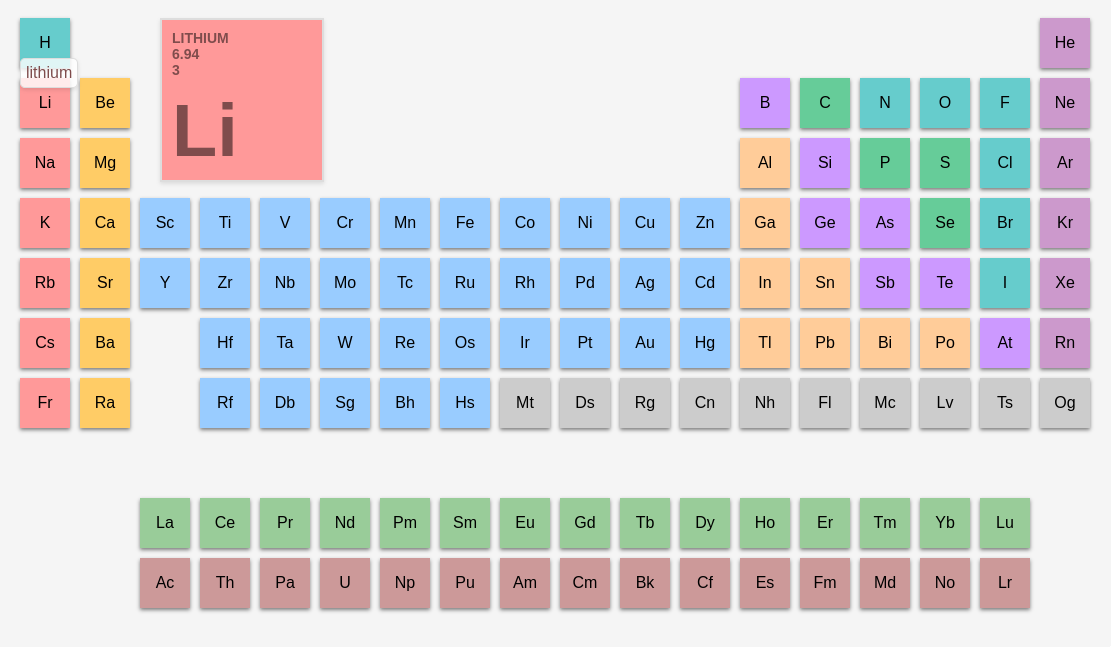 H LITHIUM He
6.94
3
lithium
Li Be Li B C N O F Ne
Na Mg Al Si P S Cl Ar
K Ca Sc Ti V Cr Mn Fe Co Ni Cu Zn Ga Ge As Se Br Kr
Rb Sr Y Zr Nb Mo Tc Ru Rh Pd Ag Cd In Sn Sb Te I Xe
Cs Ba Hf Ta W Re Os Ir Pt Au Hg Tl Pb Bi Po At Rn
Fr Ra Rf Db Sg Bh Hs Mt Ds Rg Cn Nh Fl Mc Lv Ts Og
La Ce Pr Nd Pm Sm Eu Gd Tb Dy Ho Er Tm Yb Lu
Ac Th Pa U Np Pu Am Cm Bk Cf Es Fm Md No Lr